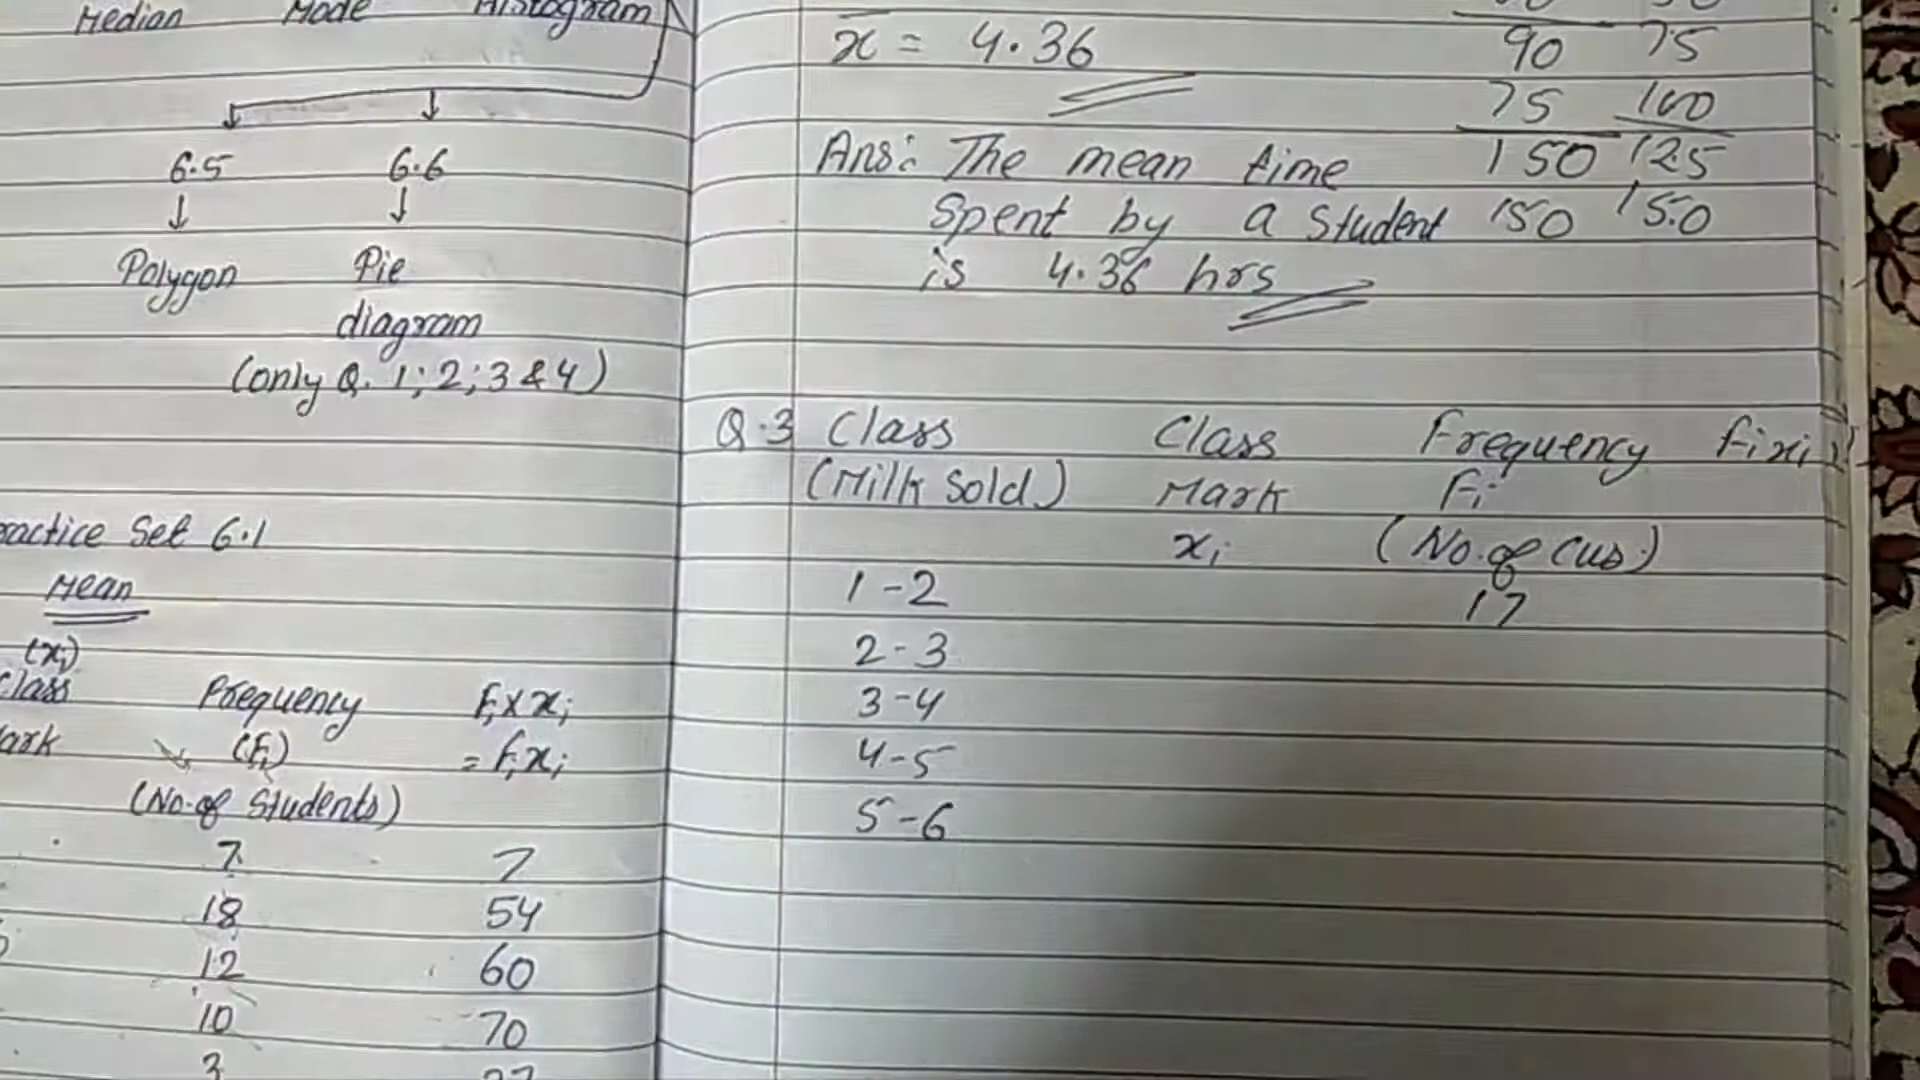 Median Mode Histogram
6.5 6.6
Polygon Pie
diagram
(only Q. 1; 2; 3 & 4)
Practice Set 6.1
Mean
(xi)
Class Frequency Fi × xi
Mark (Fi) = Fixi
(No. of Students)
7 7
18 54
12 60
10 70
3 27
x̄ = 4.36
90 75
75 100
150 125
150 150
Ans: The mean time
Spent by a Student
is 4.36 hrs
Q.3 Class Class Frequency fixi
(Milk Sold) Mark Fi
xi (No. of Cus.)
1-2 17
2-3
3-4
4-5
5-6